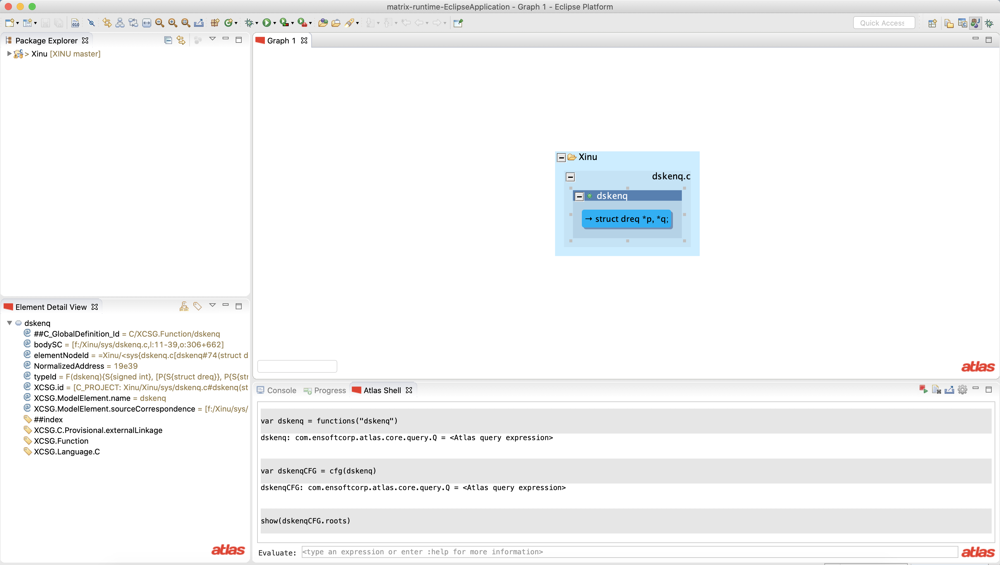 matrix-runtime-EclipseApplication - Graph 1 - Eclipse Platform
Quick Access
Package Explorer
> Xinu [XINU master]
Graph 1
Xinu
dskenq.c
dskenq
→ struct dreq *p, *q;
atlas
Element Detail View
dskenq
##C_GlobalDefinition_Id = C/XCSG.Function/dskenq
bodySC = [f:/Xinu/sys/dskenq.c,l:11-39,o:306+662]
elementNodeId = =Xinu/<sys{dskenq.c[dskenq#74(struct d
NormalizedAddress = 19e39
typeId = F(dskenq){S{signed int}, [P{S{struct dreq}}, P{S{str
XCSG.id = [C_PROJECT: Xinu/Xinu/sys/dskenq.c#dskenq(st
XCSG.ModelElement.name = dskenq
XCSG.ModelElement.sourceCorrespondence = [f:/Xinu/sys/
##index
XCSG.C.Provisional.externalLinkage
XCSG.Function
XCSG.Language.C
atlas
Console Progress Atlas Shell
var dskenq = functions("dskenq")
dskenq: com.ensoftcorp.atlas.core.query.Q = <Atlas query expression>
var dskenqCFG = cfg(dskenq)
dskenqCFG: com.ensoftcorp.atlas.core.query.Q = <Atlas query expression>
show(dskenqCFG.roots)
Evaluate: <type an expression or enter :help for more information>
atlas